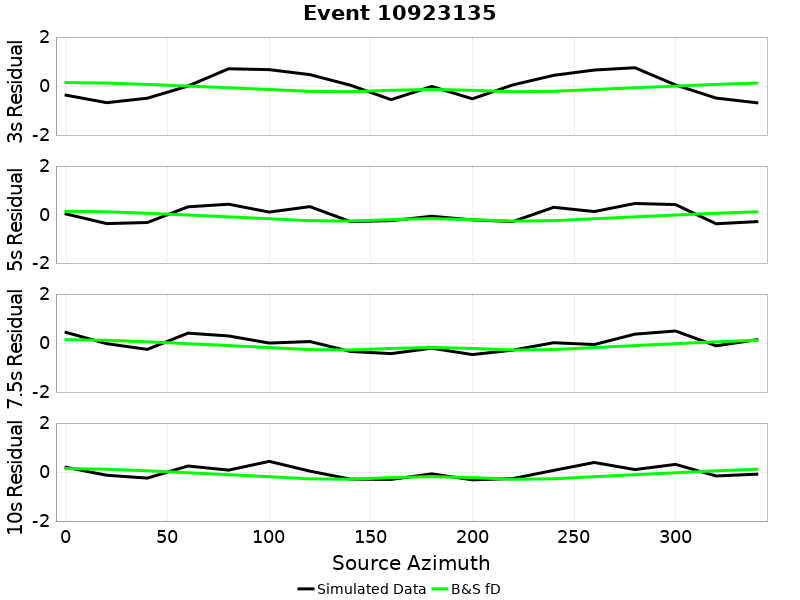 Event 10923135
2
0
-2
3s Residual
2
0
-2
5s Residual
2
0
-2
7.5s Residual
2
0
-2
10s Residual
0 50 100 150 200 250 300
Source Azimuth
Simulated Data B&S fD